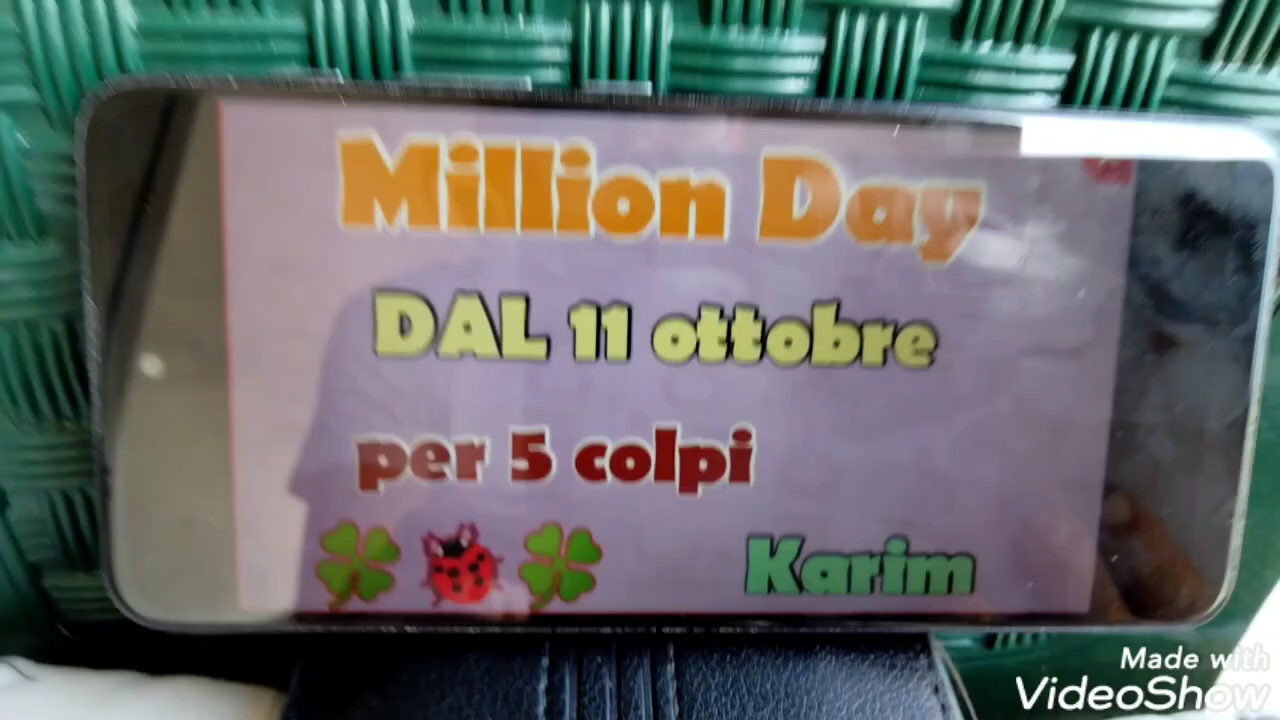 Million Day
DAL 11 ottobre
per 5 colpi
Karim
Made with
VideoShow